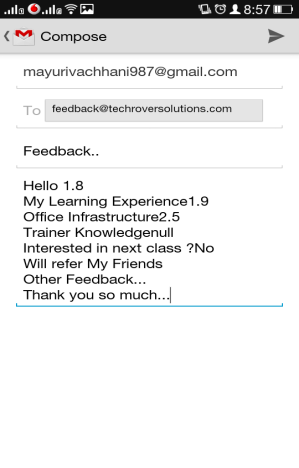 8:57
Compose
mayurivachhani987@gmail.com
To feedback@techroversolutions.com
Feedback..
Hello 1.8
My Learning Experience1.9
Office Infrastructure2.5
Trainer Knowledgenull
Interested in next class ?No
Will refer My Friends
Other Feedback...
Thank you so much...